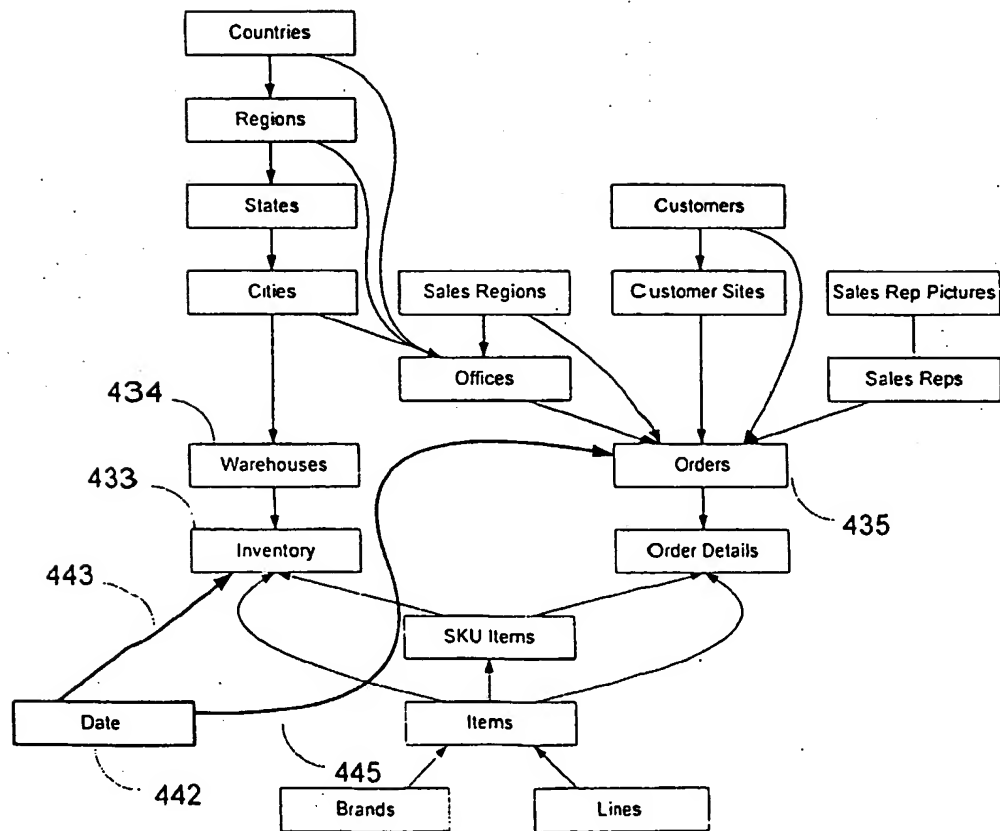 Countries
Regions
States
Customers
Cities
Sales Regions
Customer Sites
Sales Rep Pictures
Offices
Sales Reps
434
Warehouses
Orders
433
435
Inventory
Order Details
443
SKU Items
Date
Items
445
442
Brands
Lines